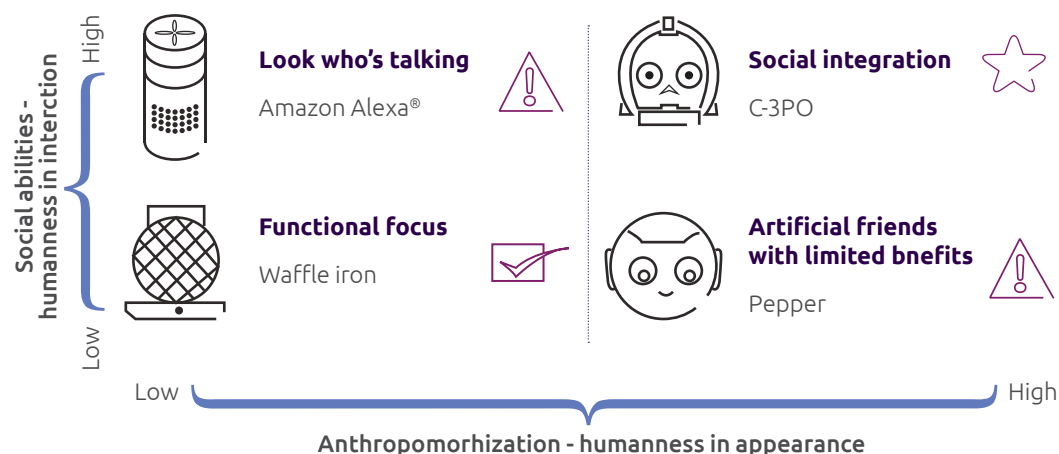 High
Social abilities -
humanness in interction
Low
Look who's talking
Amazon Alexa®
Social integration
C-3PO
Functional focus
Waffle iron
Artificial friends
with limited bnefits
Pepper
Low
High
Anthropomorhization - humanness in appearance